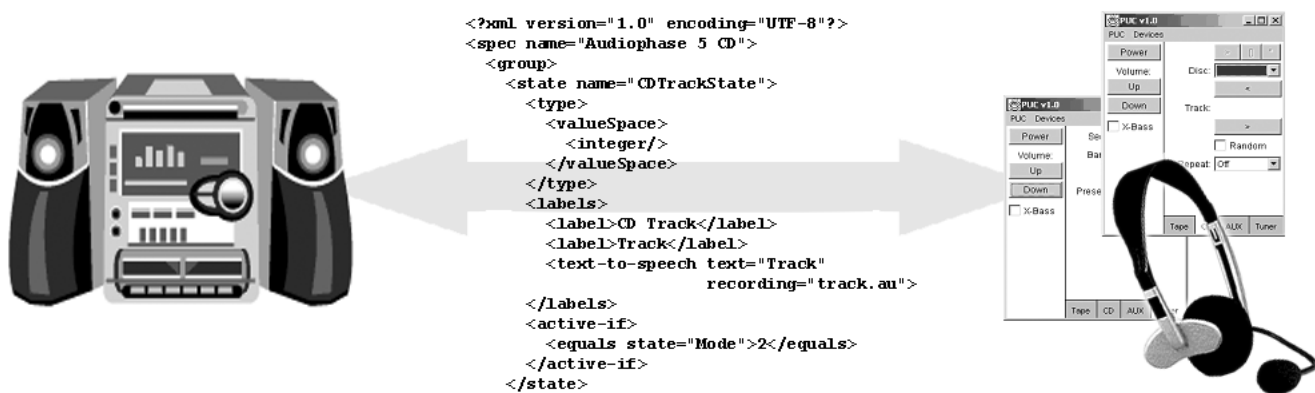 <?xml version="1.0" encoding="UTF-8"?>
<spec name="Audiophase 5 CD">
<group>
<state name="CDTrackState">
<type>
<valueSpace>
<integer/>
</valueSpace>
</type>
<labels>
<label>CD Track</label>
<label>Track</label>
<text-to-speech text="Track"
recording="track.au">
</labels>
<active-if>
<equals state="Mode">2</equals>
</active-if>
</state>
PUC v1.0
PUC Devices
Power
Volume:
Up
Down
X-Bass
Tape CD AUX
PUC v1.0
PUC Devices
Power
Volume:
Up
Down
X-Bass
Disc:
<
Track:
>
Random
Off
Tape AUX Tuner